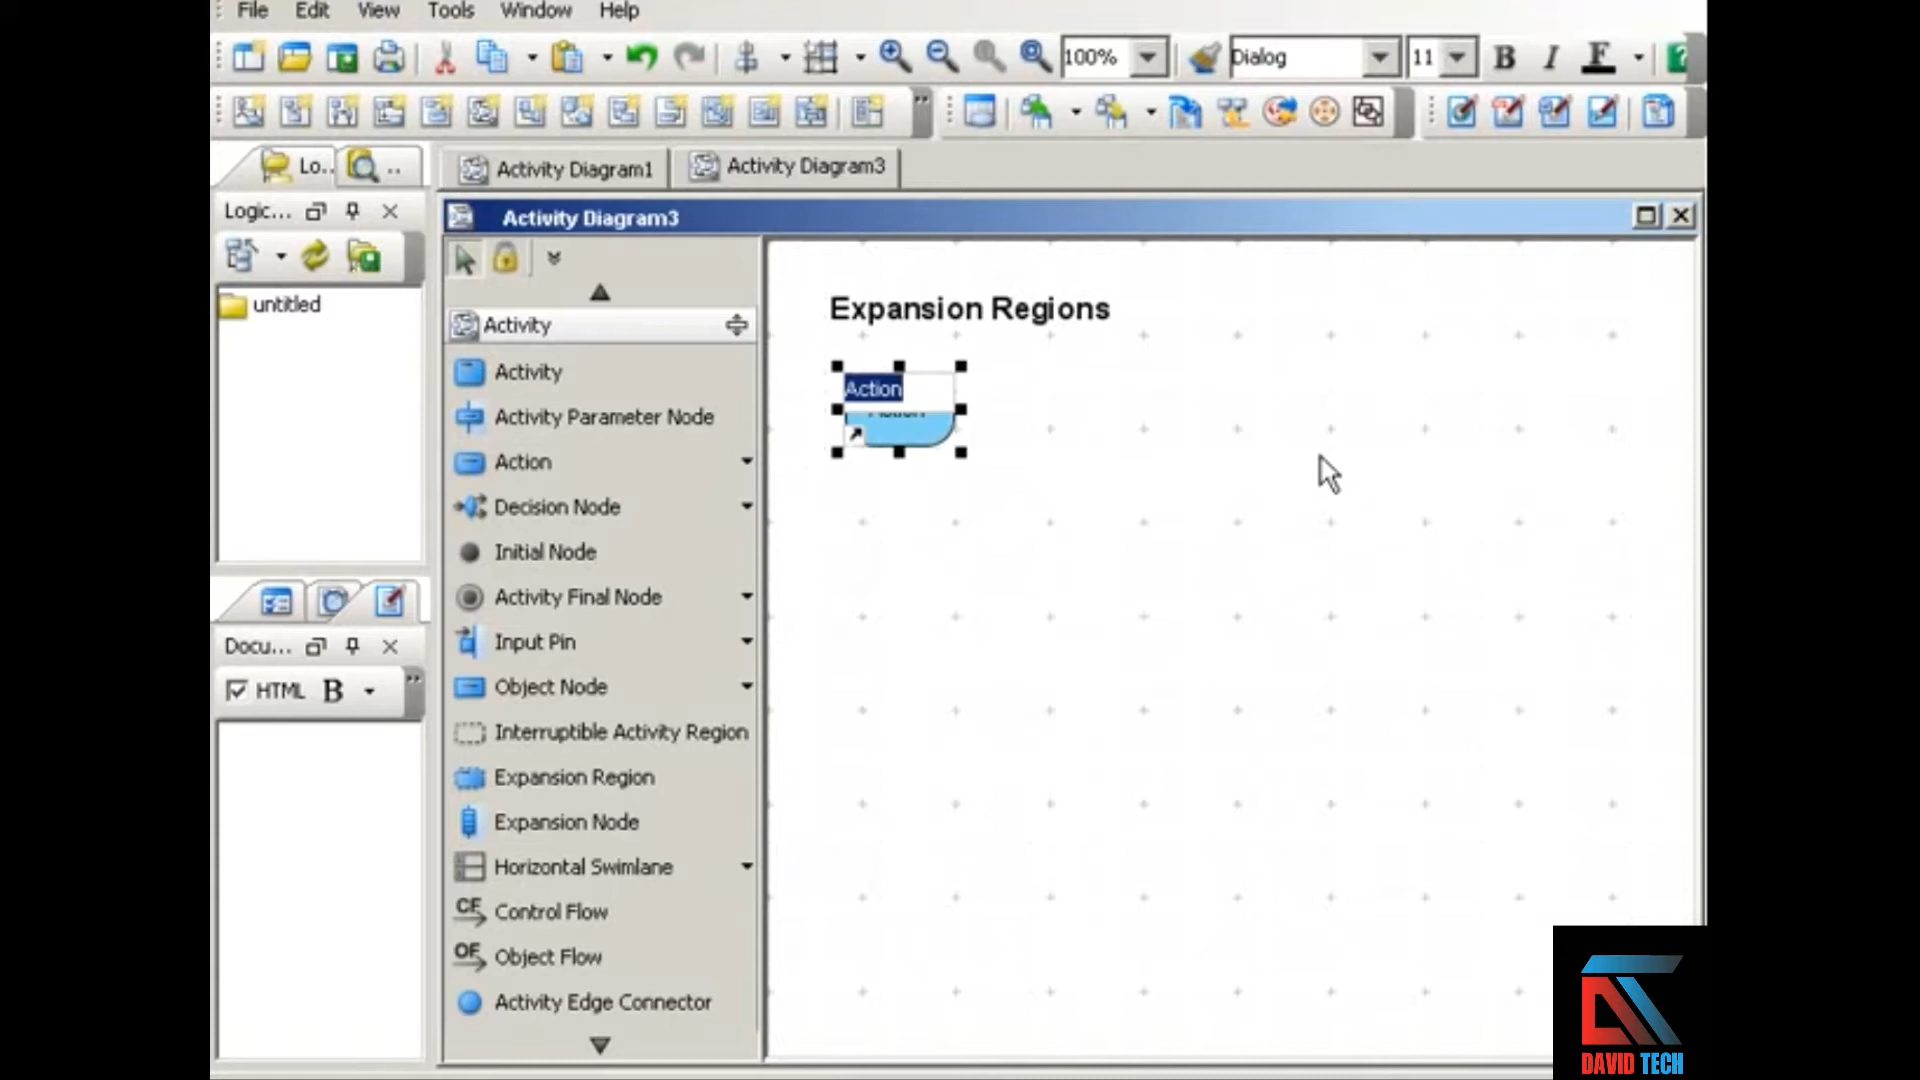 File Edit View Tools Window Help
100% Dialog 11 B I F
Lo.. .. Activity Diagram1 Activity Diagram3
Logic... Activity Diagram3
untitled
Activity
Activity
Activity Parameter Node
Action
Decision Node
Initial Node
Activity Final Node
Input Pin
Object Node
Interruptible Activity Region
Expansion Region
Expansion Node
Horizontal Swimlane
CF Control Flow
OF Object Flow
Activity Edge Connector
Docu...
HTML B
Expansion Regions
Action
DAVID TECH